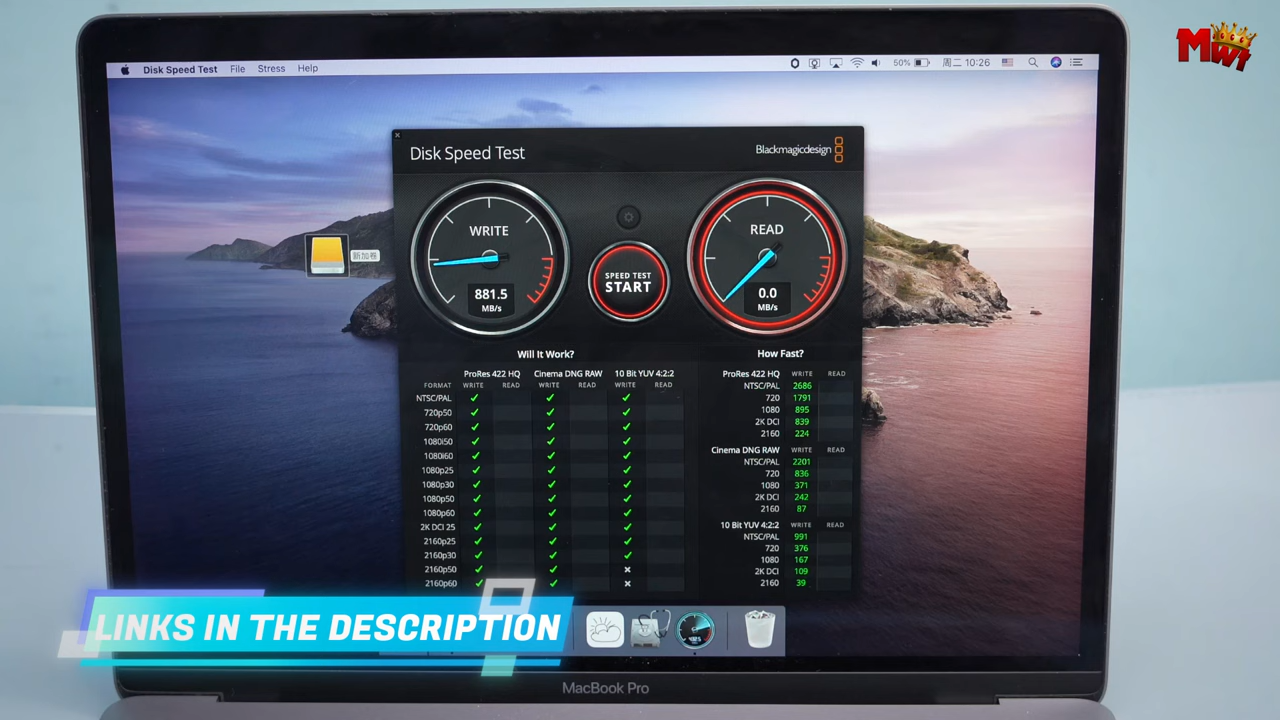 Mwt
Disk Speed Test File Stress Help 50% 周二 10:26
Disk Speed Test
Blackmagicdesign
新加卷
WRITE
881.5
MB/s
SPEED TEST
START
READ
0.0
MB/s
Will It Work?
ProRes 422 HQ Cinema DNG RAW 10 Bit YUV 4:2:2
FORMAT WRITE READ WRITE READ WRITE READ
NTSC/PAL
720p50
720p60
1080i50
1080i60
1080p25
1080p30
1080p50
1080p60
2K DCI 25
2160p25
2160p30
2160p50
2160p60
How Fast?
ProRes 422 HQ WRITE READ
NTSC/PAL 2686
720 1791
1080 895
2K DCI 839
2160 224
Cinema DNG RAW WRITE READ
NTSC/PAL 2201
720 836
1080 371
2K DCI 242
2160 87
10 Bit YUV 4:2:2 WRITE READ
NTSC/PAL 991
720 376
1080 167
2K DCI 109
2160 39
LINKS IN THE DESCRIPTION
MacBook Pro